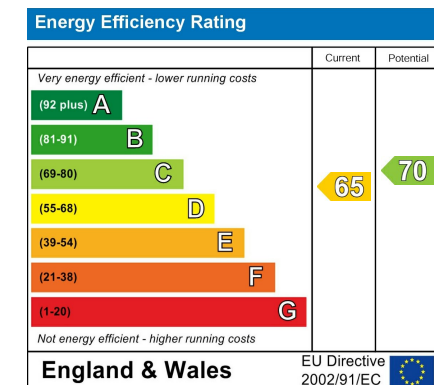 Energy Efficiency Rating
Current Potential
Very energy efficient - lower running costs
(92 plus) A
(81-91) B
(69-80) C
(55-68) D
(39-54) E
(21-38) F
(1-20) G
65
70
Not energy efficient - higher running costs
England & Wales
EU Directive
2002/91/EC